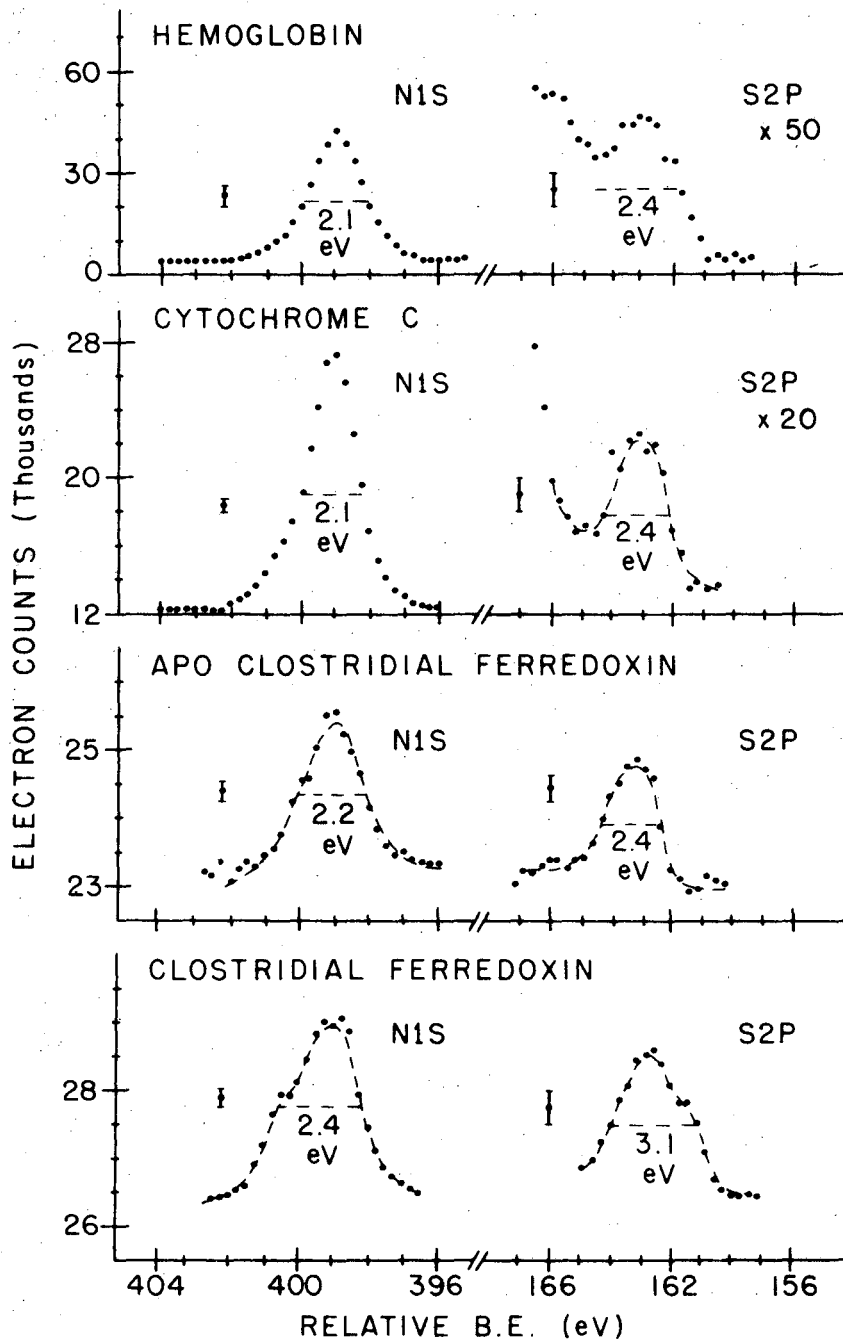 HEMOGLOBIN
60
30
0
N1S
2.1
eV
S2P
x 50
2.4
eV
CYTOCHROME C
28
20
12
N1S
2.1
eV
S2P
x 20
2.4
eV
APO CLOSTRIDIAL FERREDOXIN
25
23
N1S
2.2
eV
S2P
2.4
eV
CLOSTRIDIAL FERREDOXIN
28
26
N1S
2.4
eV
S2P
3.1
eV
404 400 396 166 162 156
RELATIVE B.E. (eV)
ELECTRON COUNTS (Thousands)